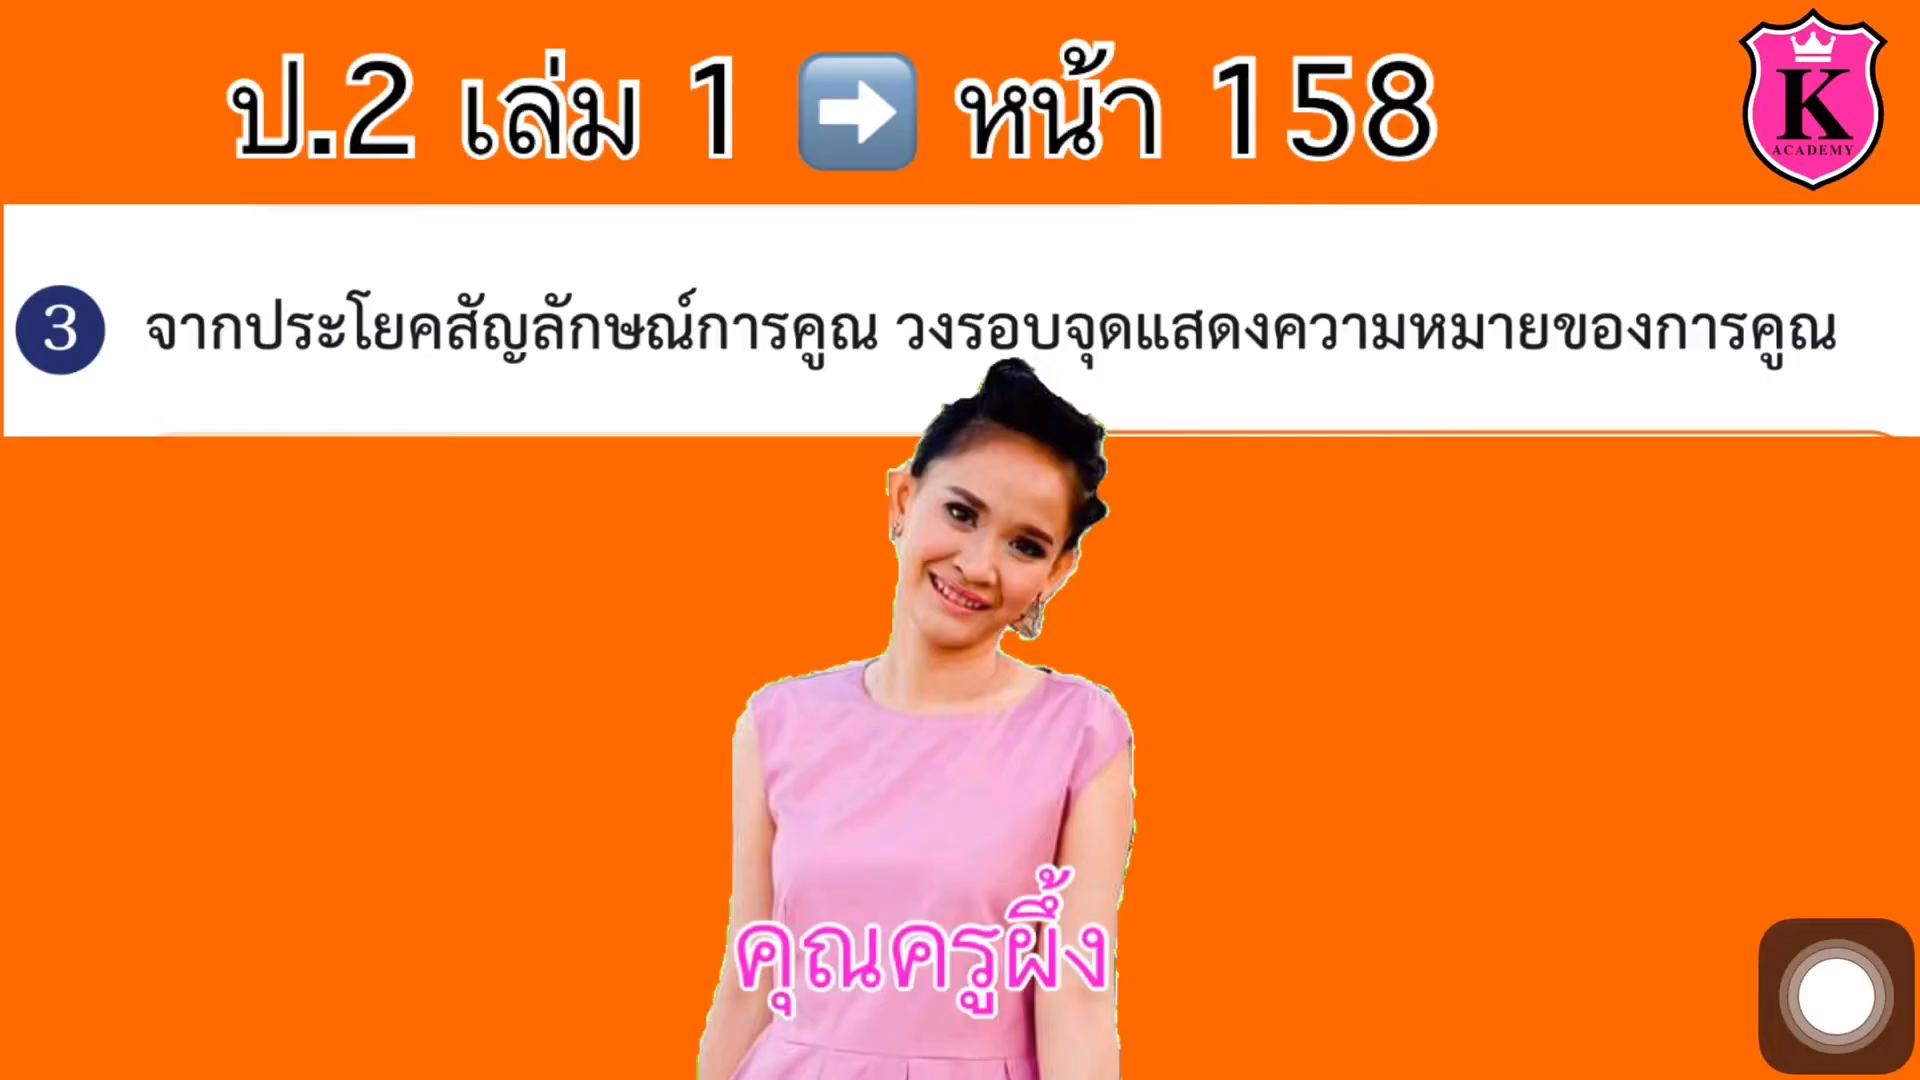 ป.2 เล่ม 1 ➡ หน้า 158
K
ACADEMY
3 จากประโยคสัญลักษณ์การคูณ วงรอบจุดแสดงความหมายของการคูณ
คุณครูผึ้ง